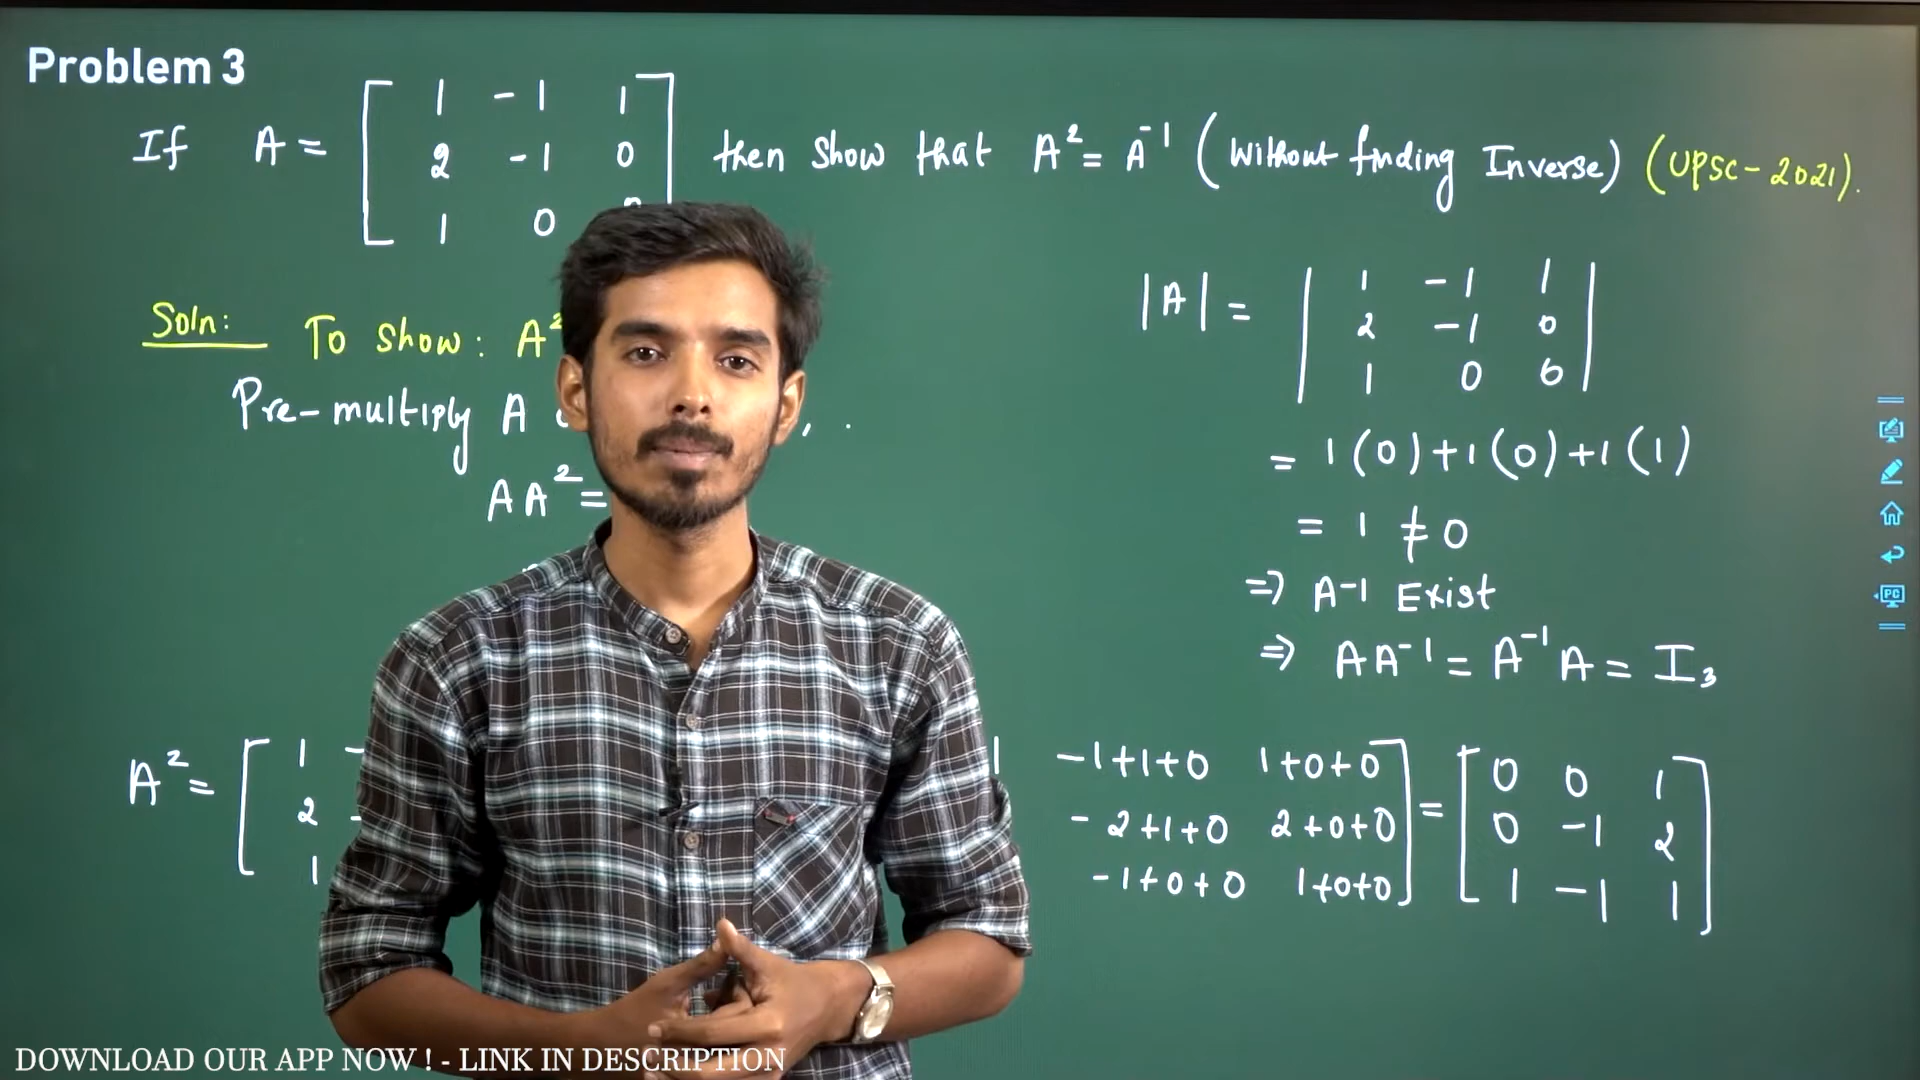 Problem 3
If A = [ 1 -1 1
2 -1 0
1 0 ] then show that A² = A⁻¹ (without finding Inverse) (UPSC-2021).
Soln: To show: A²
Pre-multiply A , .
AA² =
|A| = | 1 -1 1
2 -1 0
1 0 0 |
= 1(0)+1(0)+1(1)
= 1 ≠ 0
⇒ A-1 Exist
⇒ AA⁻¹ = A⁻¹A = I₃
A² = [ 1 - 1 -1+1+0 1+0+0 ] = [ 0 0 1
2 - -2+1+0 2+0+0 0 -1 2
1 -1+0+0 1+0+0 1 -1 1 ]
PC
DOWNLOAD OUR APP NOW ! - LINK IN DESCRIPTION